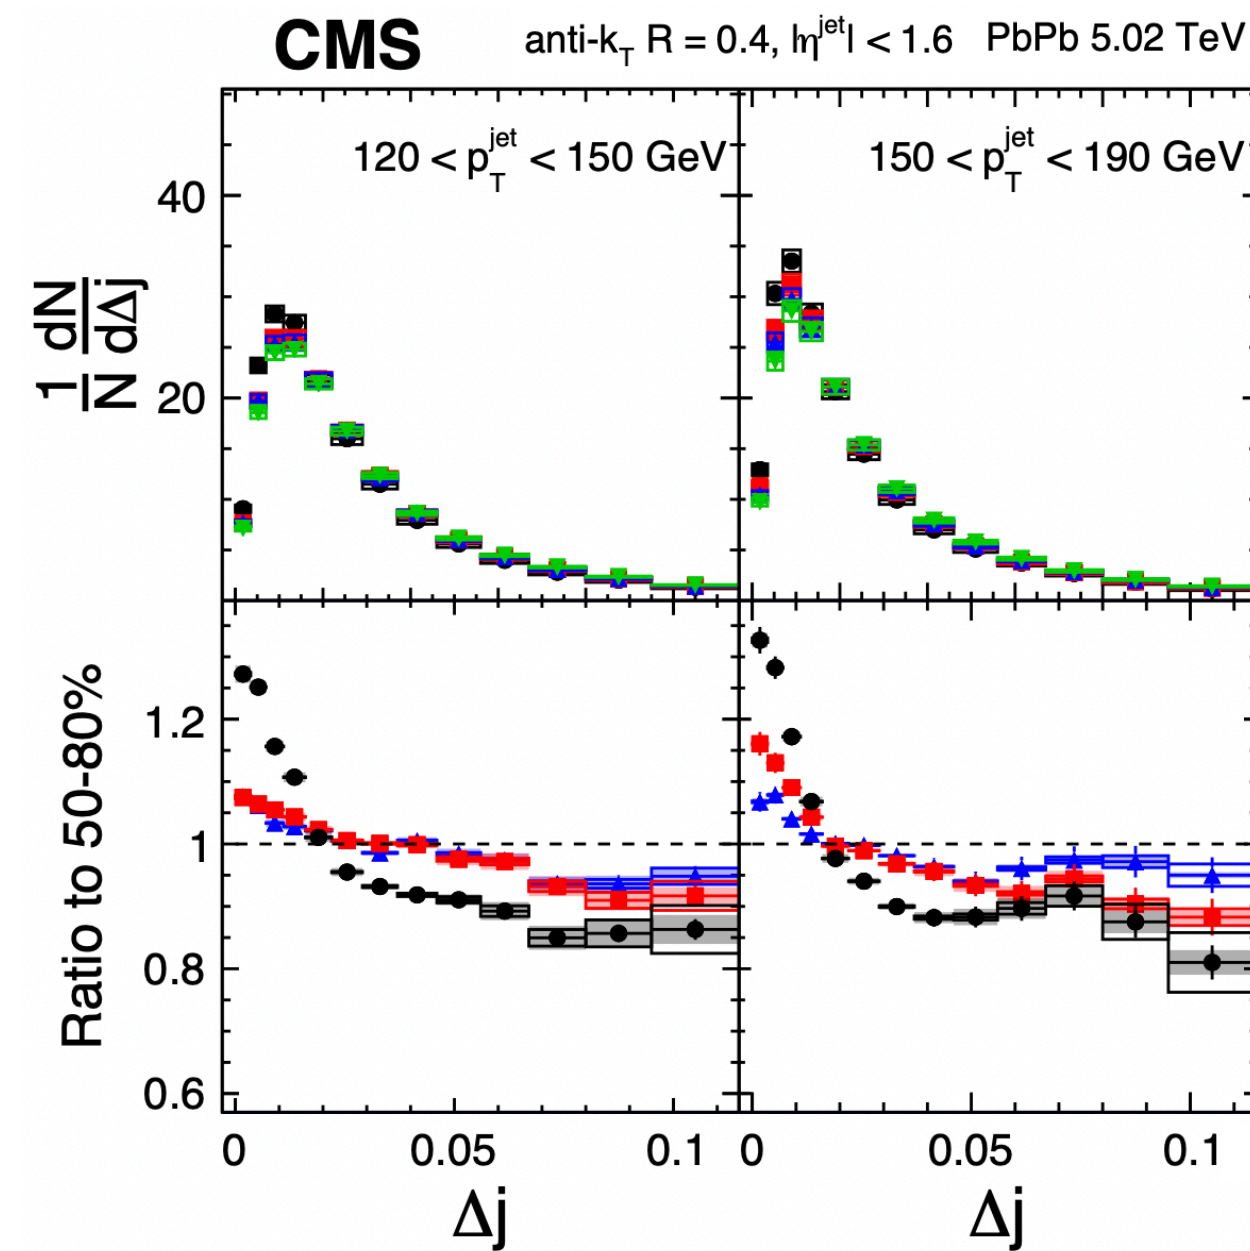 CMS anti-kT R = 0.4, |ηjet| < 1.6 PbPb 5.02 TeV
120 < pTjet < 150 GeV 150 < pTjet < 190 GeV
40
1/N dN/dΔj
20
Ratio to 50-80%
1.2
1
0.8
0.6
0 0.05 0.1 0 0.05 0.1
Δj Δj